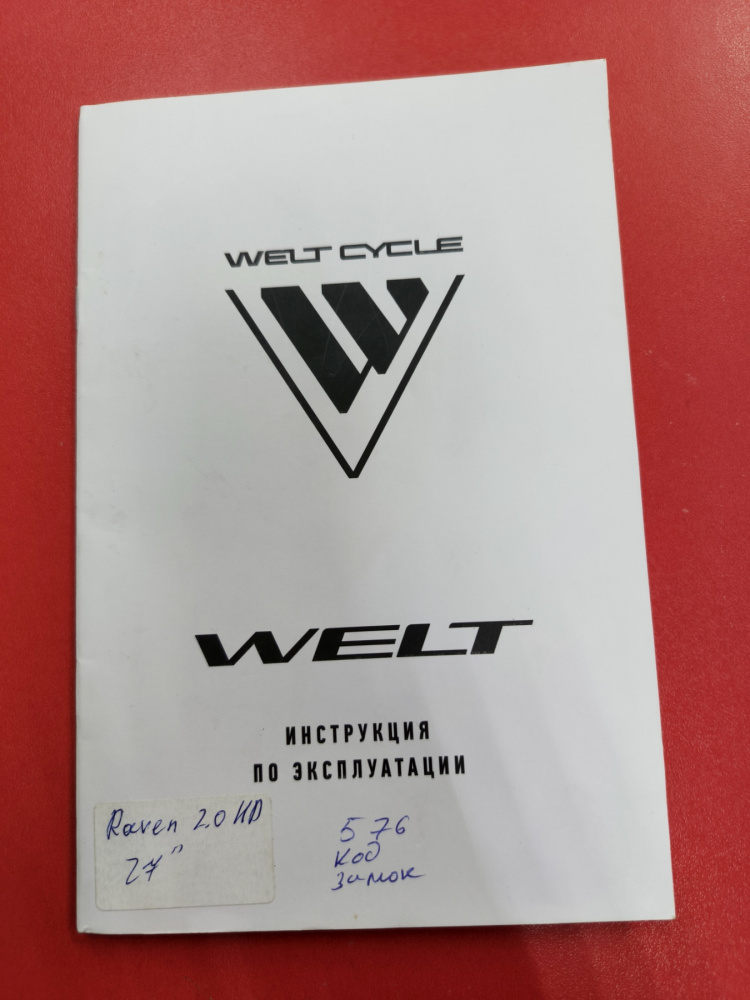 WELT CYCLE
WELT
ИНСТРУКЦИЯ
ПО ЭКСПЛУАТАЦИИ
Raven 2.0 HD
27"
576
код
замок